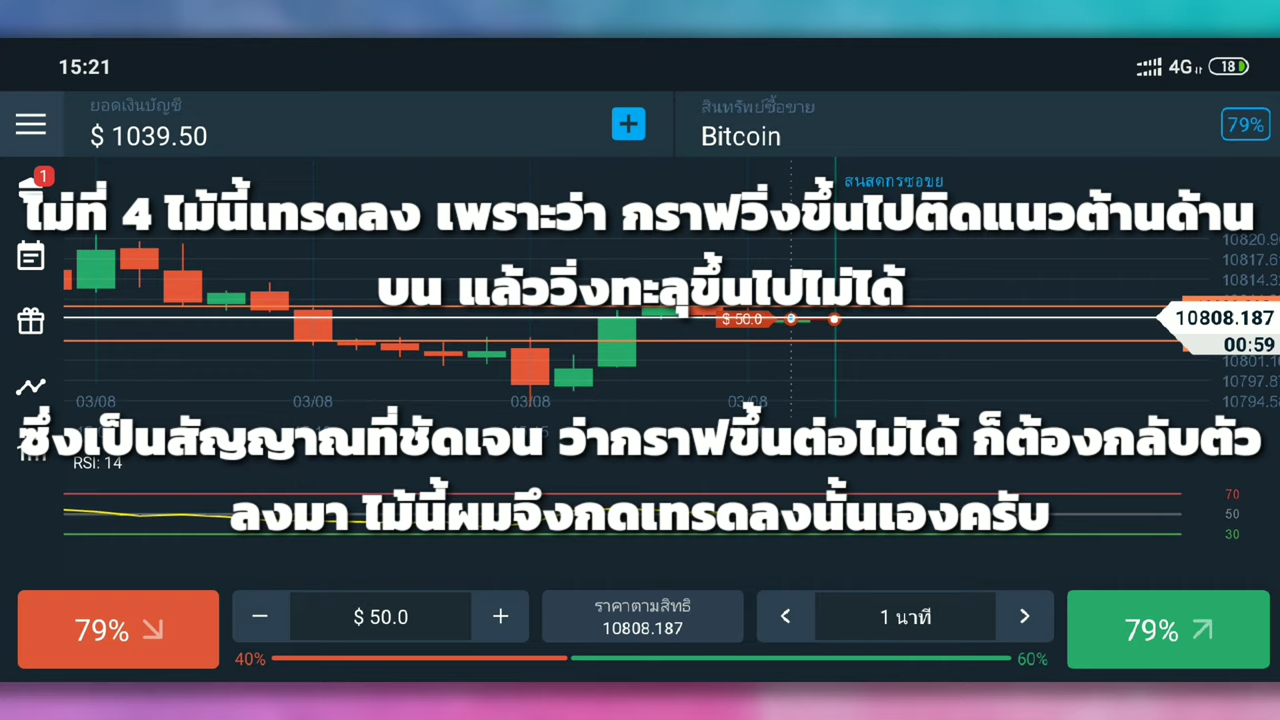 15:21
4G
18
ยอดเงินบัญชี
$ 1039.50
สินทรัพย์ซื้อขาย
Bitcoin
79%
1
ไม่ที่ 4 ไม้นี้เทรดลง เพราะว่า กราฟวิ่งขึ้นไปติดแนวต้านด้าน
บน แล้ววิ่งทะลุขึ้นไปไม่ได้
10814.3
$ 50.0
10808.187
00:59
10801.1
10797.8
10794.5
03/08 03/08 03/08 03/08
ซึ่งเป็นสัญญาณที่ชัดเจน ว่ากราฟขึ้นต่อไม่ได้ ก็ต้องกลับตัว
ลงมา ไม้นี้ผมจึงกดเทรดลงนั้นเองครับ
RSI: 14
70
50
30
79%
− $ 50.0 +
ราคาตามสิทธิ
10808.187
< 1 นาที >
79%
40%
60%